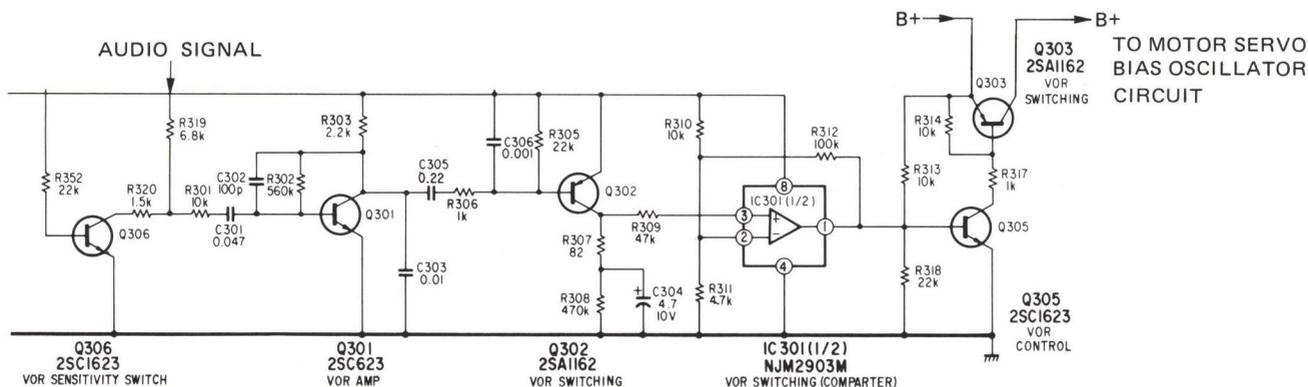 AUDIO SIGNAL
B+
B+
TO MOTOR SERVO
BIAS OSCILLATOR
CIRCUIT
Q303
2SA1162
VOR
SWITCHING
Q303
R319
6.8k
R303
2.2k
R310
10k
R312
100k
R314
10k
R313
10k
R317
1k
R352
22k
R320
1.5k
R301
10k
C301
0.047
C302
100p
R302
560k
Q306
Q301
C305
0.22
R306
1k
C306
0.001
R305
22k
Q302
C303
0.01
R307
82
R309
47k
R308
470k
C304
4.7
10V
+
R311
4.7k
8
IC301(1/2)
3
+
2
−
1
4
Q305
R318
22k
Q305
2SC1623
VOR
CONTROL
Q306
2SC1623
VOR SENSITIVITY SWITCH
Q301
2SC623
VOR AMP
Q302
2SA1162
VOR SWITCHING
IC301(1/2)
NJM2903M
VOR SWITCHING (COMPARTER)